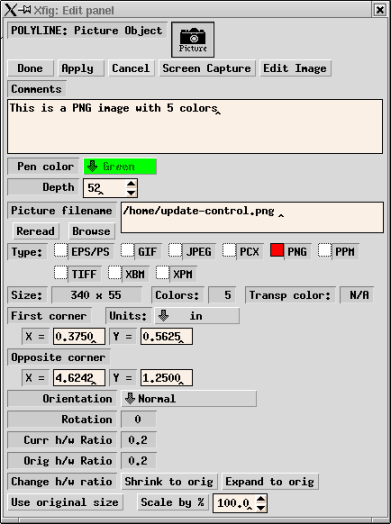 Xfig: Edit panel
POLYLINE: Picture Object
Picture
Done Apply Cancel Screen Capture Edit Image
Comments
This is a PNG image with 5 colors
Pen color Green
Depth 52
Picture filename /home/update-control.png
Reread Browse
Type: EPS/PS GIF JPEG PCX PNG PPM
TIFF XBM XPM
Size: 340 x 55 Colors: 5 Transp color: N/A
First corner Units: in
X = 0.3750 Y = 0.5625
Opposite corner
X = 4.6242 Y = 1.2500
Orientation Normal
Rotation 0
Curr h/w Ratio 0.2
Orig h/w Ratio 0.2
Change h/w ratio Shrink to orig Expand to orig
Use original size Scale by % 100.0